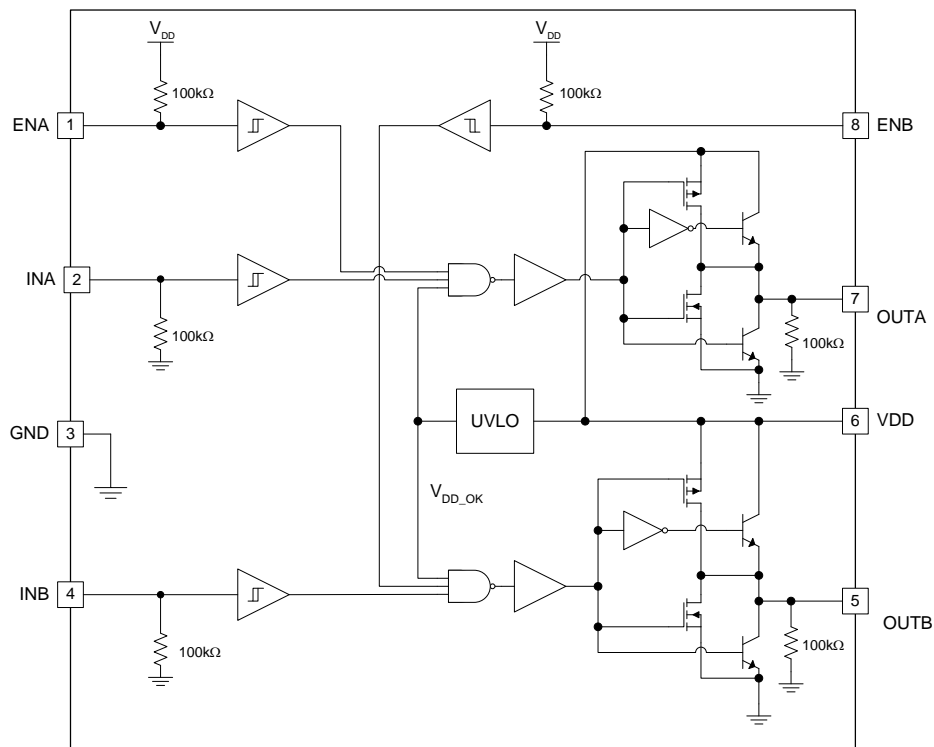 VDD
VDD
100kΩ
100kΩ
ENA
1
8
ENB
INA
2
7
OUTA
100kΩ
100kΩ
GND
3
UVLO
6
VDD
VDD_OK
INB
4
5
OUTB
100kΩ
100kΩ